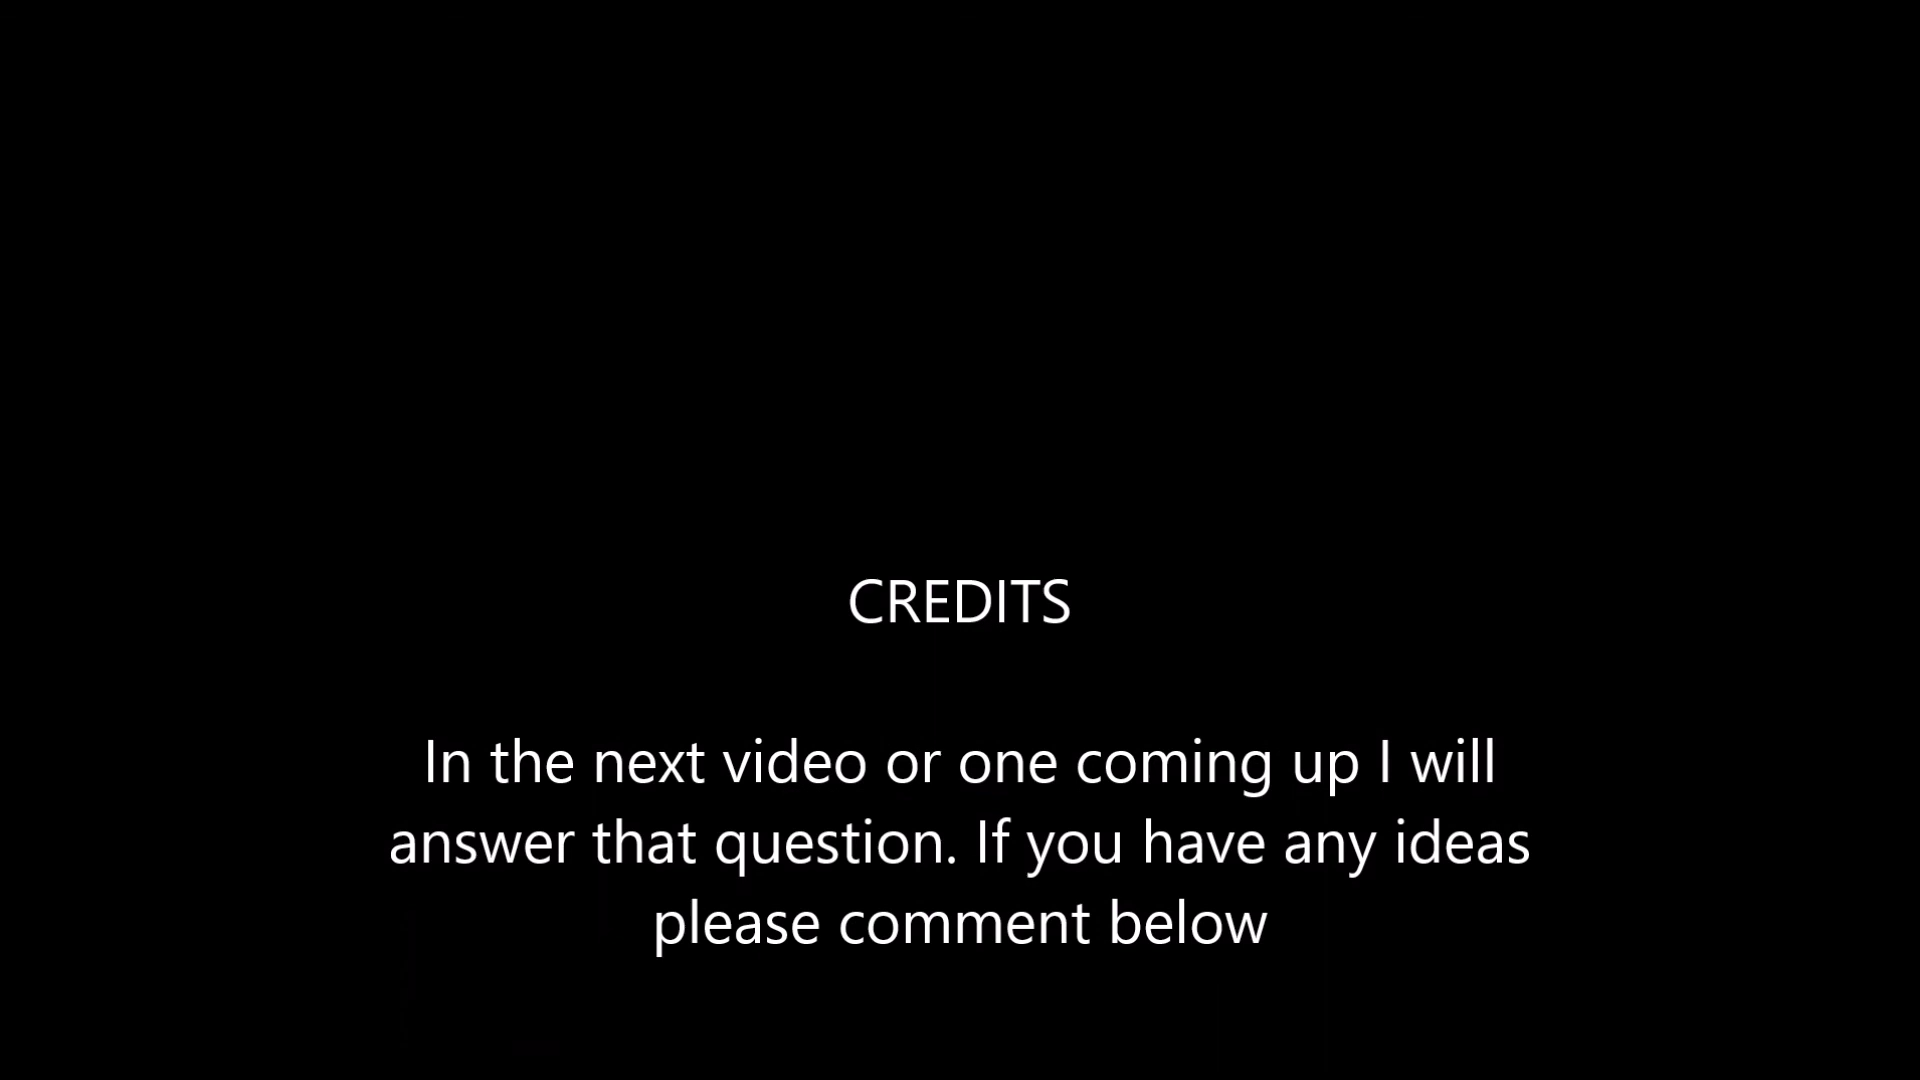 CREDITS
In the next video or one coming up I will
answer that question. If you have any ideas
please comment below